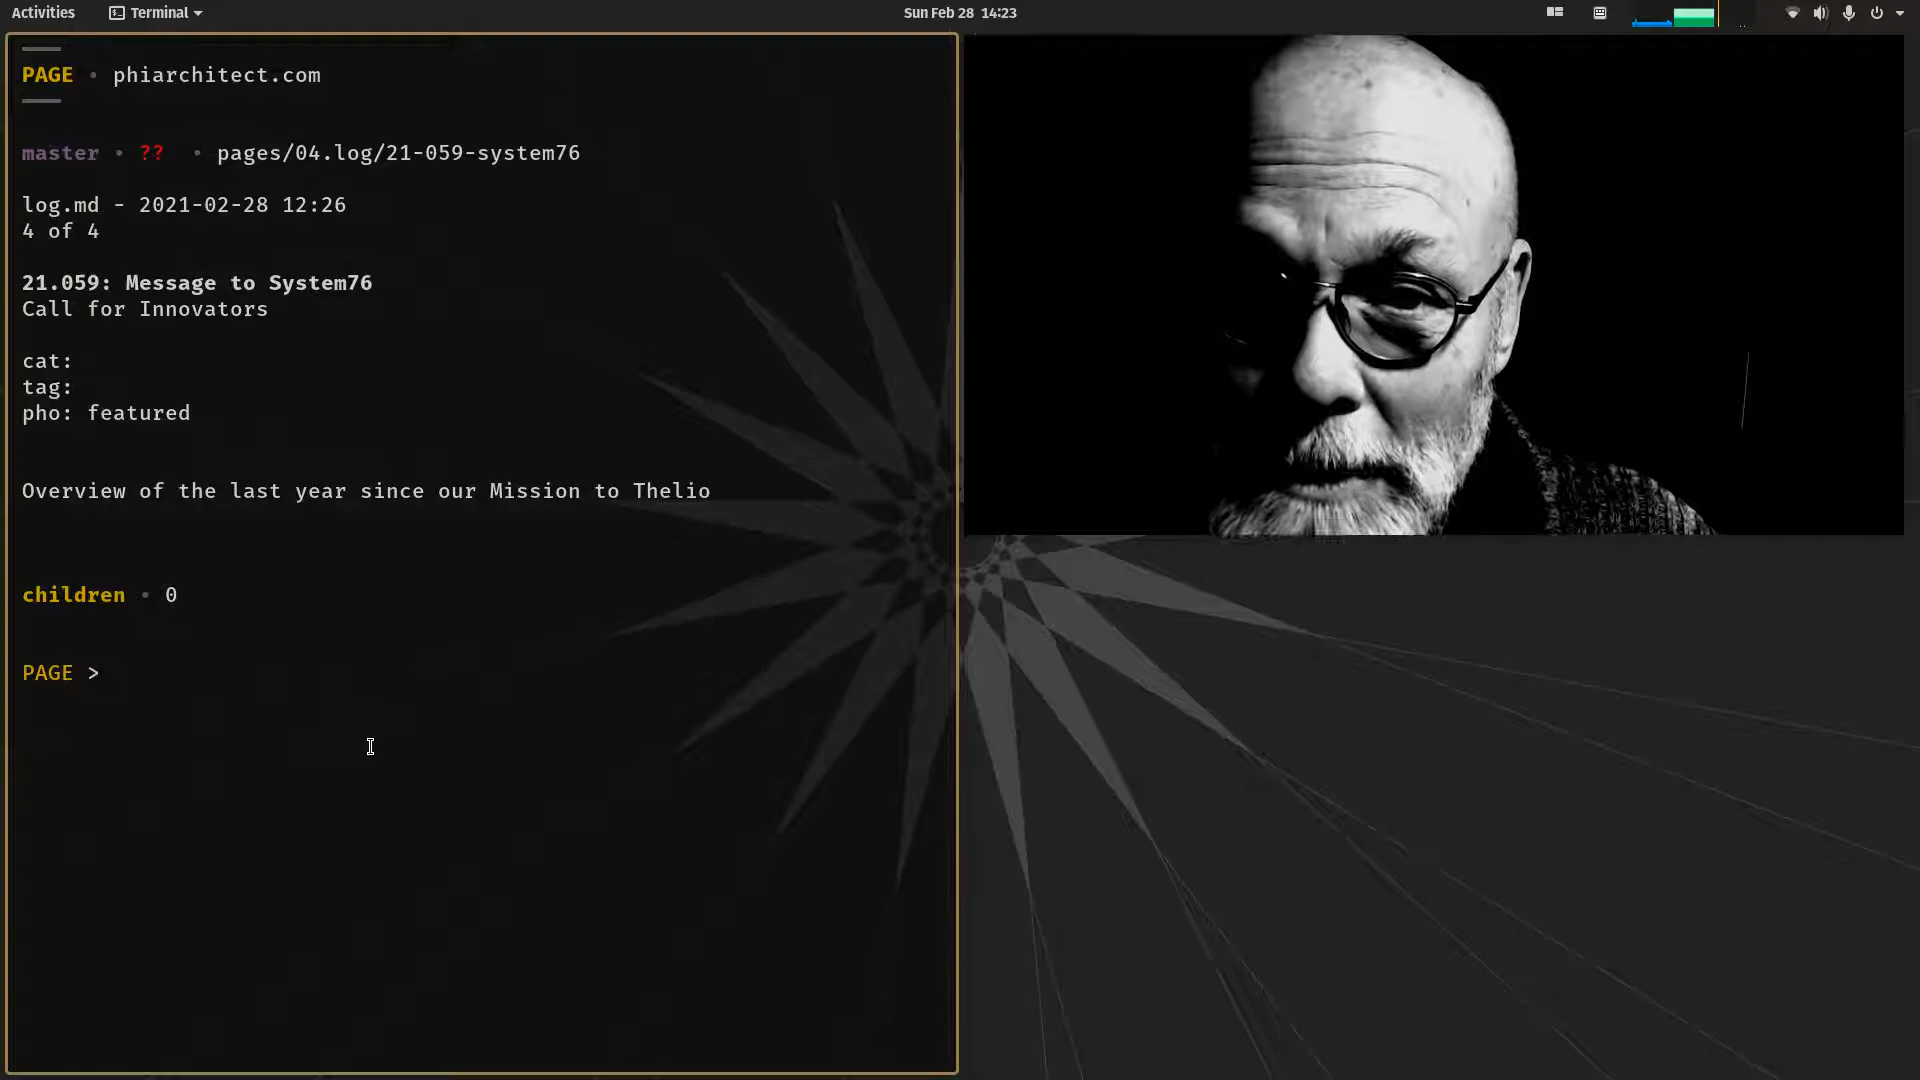 Activities Terminal Sun Feb 28 14:23
PAGE • phiarchitect.com
master • ?? • pages/04.log/21-059-system76
log.md - 2021-02-28 12:26
4 of 4
21.059: Message to System76
Call for Innovators
cat:
tag:
pho: featured
Overview of the last year since our Mission to Thelio
children • 0
PAGE >